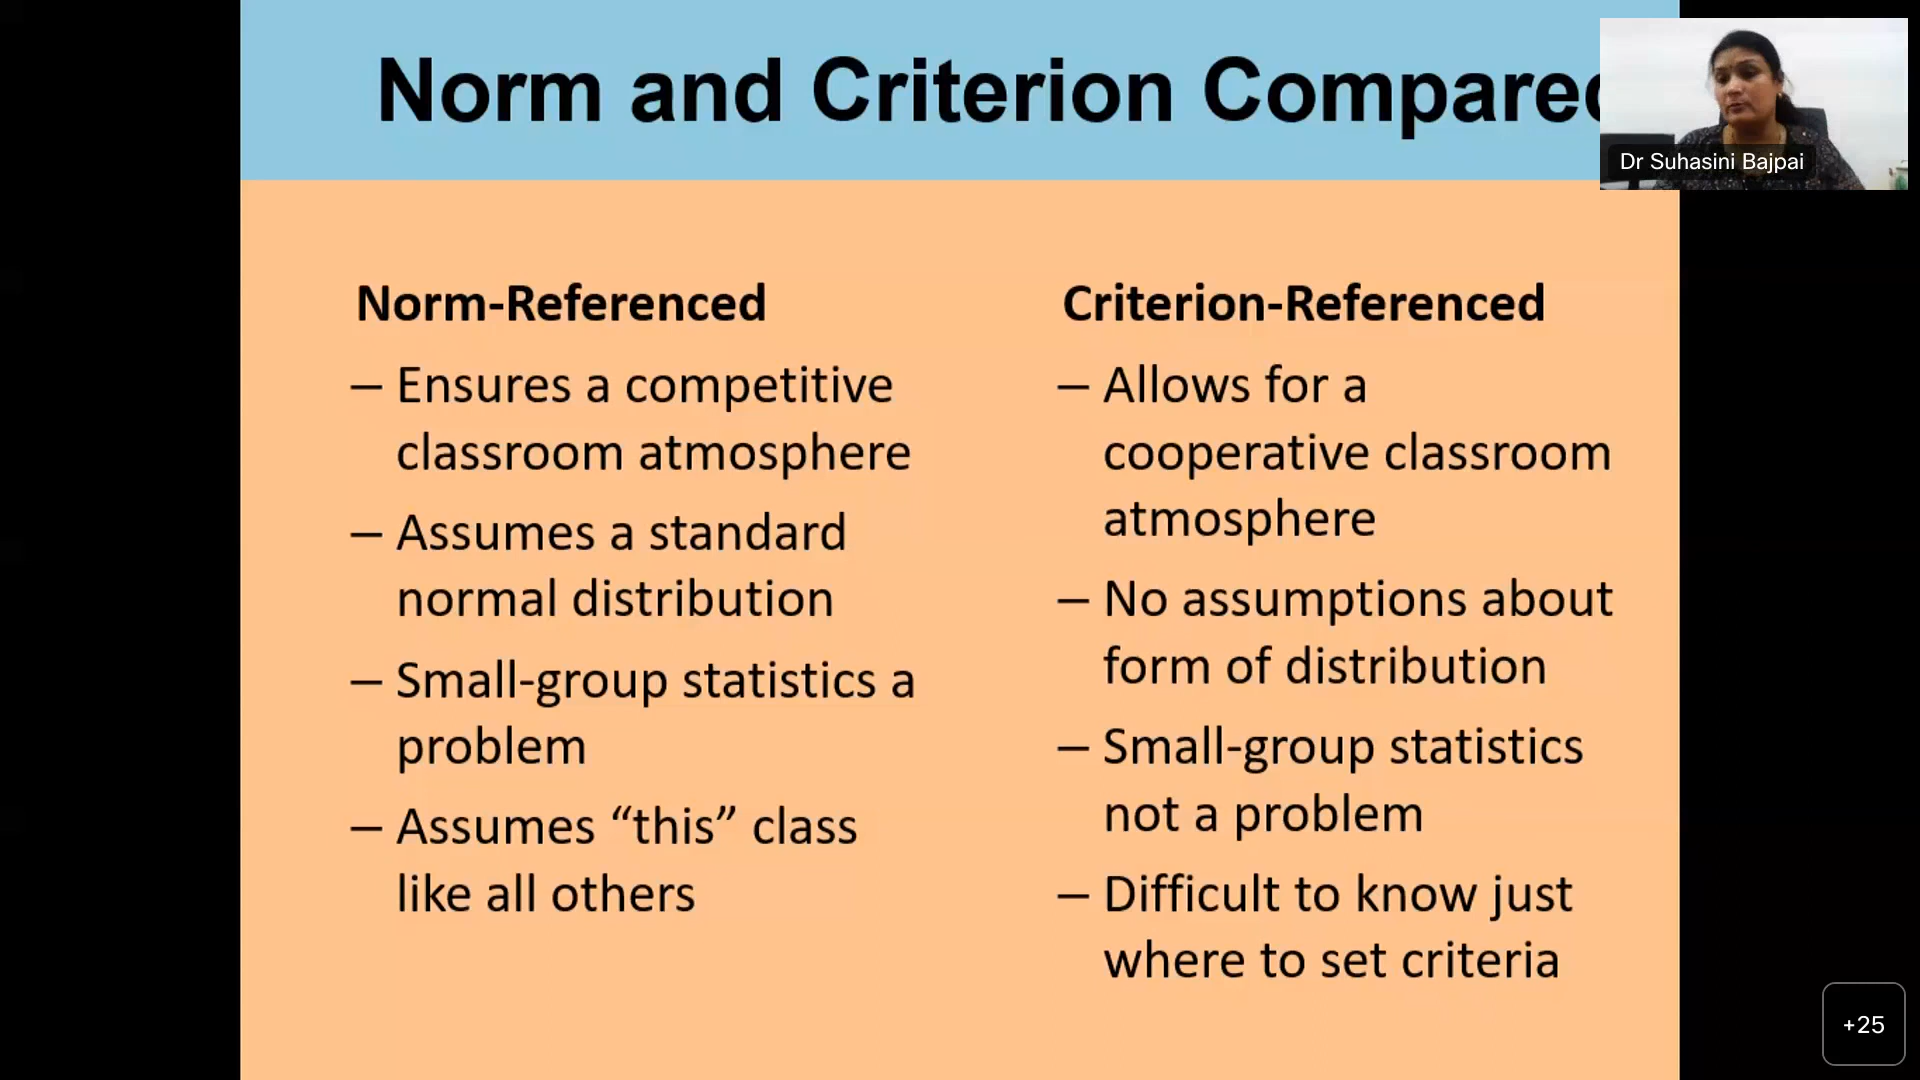 Norm and Criterion Compared
Dr Suhasini Bajpai
Norm-Referenced
– Ensures a competitive
classroom atmosphere
– Assumes a standard
normal distribution
– Small-group statistics a
problem
– Assumes “this” class
like all others
Criterion-Referenced
– Allows for a
cooperative classroom
atmosphere
– No assumptions about
form of distribution
– Small-group statistics
not a problem
– Difficult to know just
where to set criteria
+25